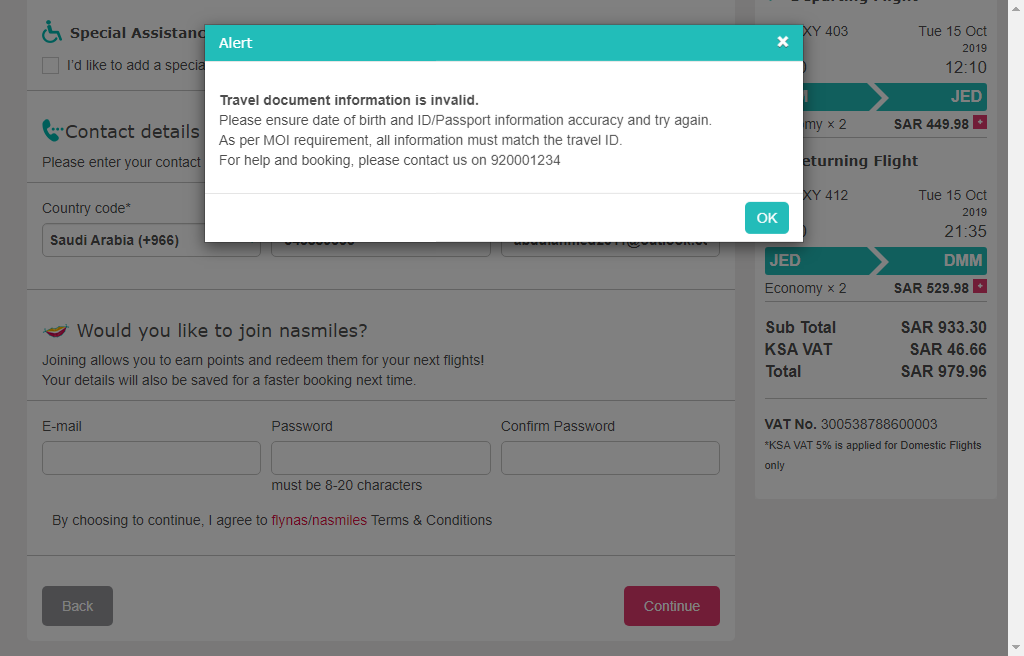 Special Assistanc
I'd like to add a specia
Contact details
Please enter your contact
Country code*
Saudi Arabia (+966)
Alert
×
Travel document information is invalid.
Please ensure date of birth and ID/Passport information accuracy and try again.
As per MOI requirement, all information must match the travel ID.
For help and booking, please contact us on 920001234
OK
Would you like to join nasmiles?
Joining allows you to earn points and redeem them for your next flights!
Your details will also be saved for a faster booking next time.
E-mail Password Confirm Password
must be 8-20 characters
By choosing to continue, I agree to flynas/nasmiles Terms & Conditions
Back Continue
Departing Flight
XY 403 Tue 15 Oct
2019
12:10
JED
my × 2 SAR 449.98 +
eturning Flight
XY 412 Tue 15 Oct
2019
21:35
JED DMM
Economy × 2 SAR 529.98 +
Sub Total SAR 933.30
KSA VAT SAR 46.66
Total SAR 979.96
VAT No. 300538788600003
*KSA VAT 5% is applied for Domestic Flights
only